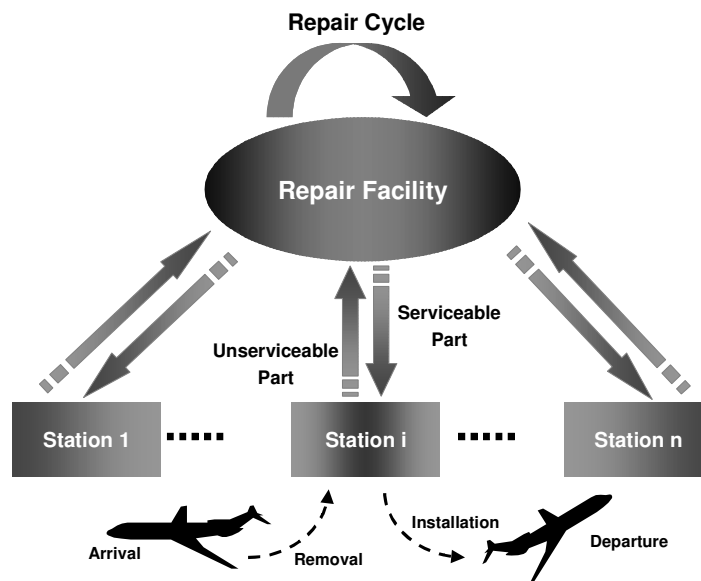 Repair Cycle
Repair Facility
Serviceable
Part
Unserviceable
Part
Station 1
Station i
Station n
Arrival
Removal
Installation
Departure